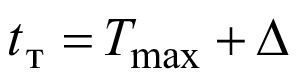 tт = Tmax + Δ